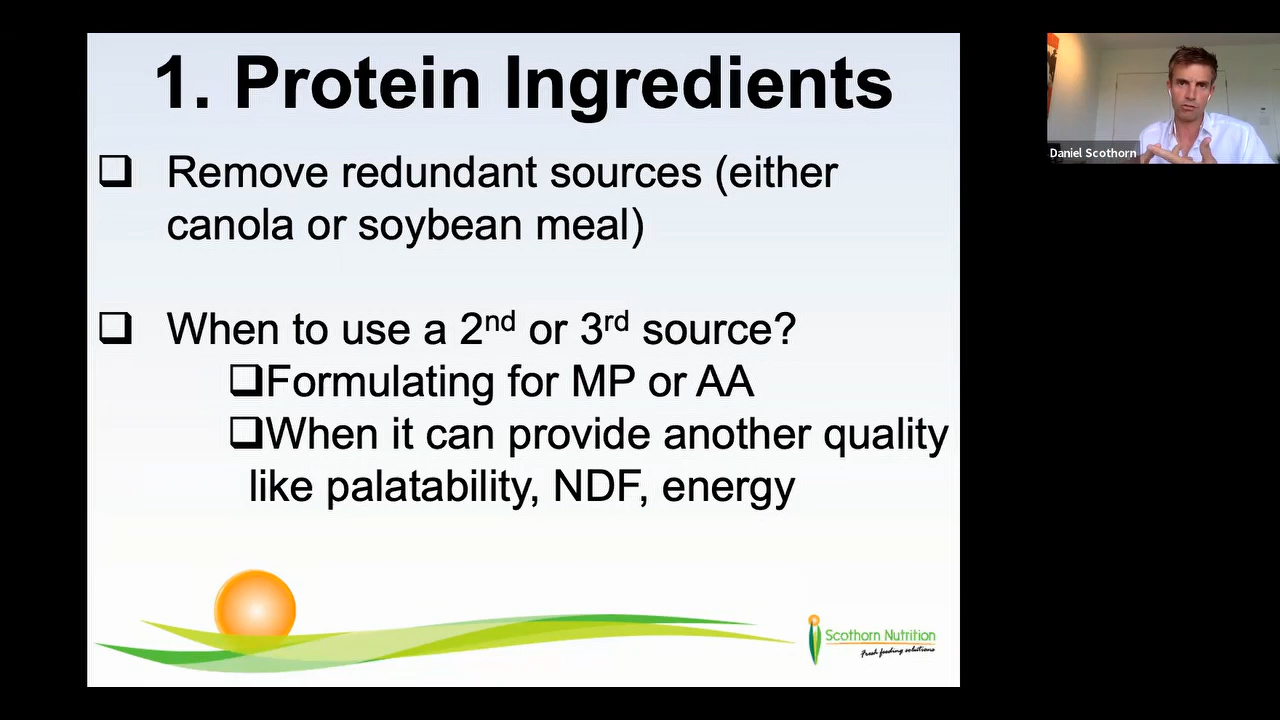 1. Protein Ingredients
Remove redundant sources (either
canola or soybean meal)
When to use a 2nd or 3rd source?
Formulating for MP or AA
When it can provide another quality
like palatability, NDF, energy
Scothorn Nutrition
Fresh feeding solutions
Daniel Scothorn